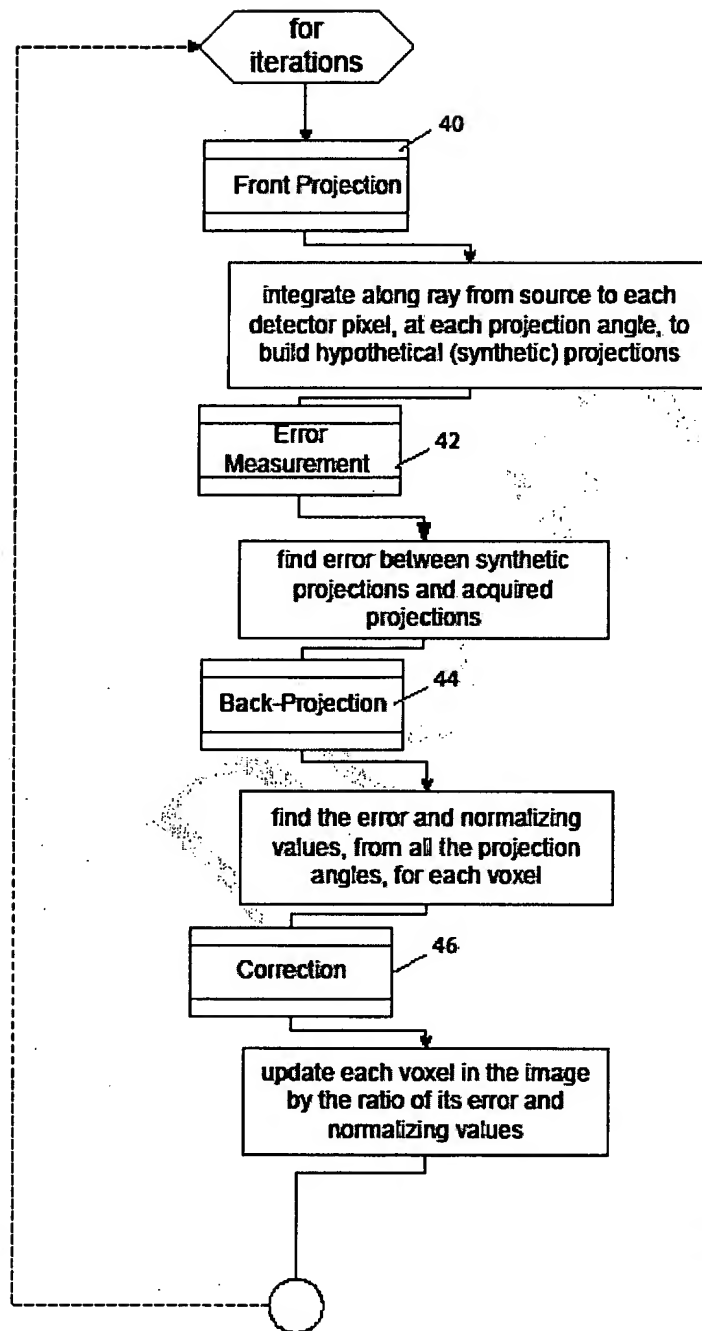 for
iterations
40
Front Projection
integrate along ray from source to each
detector pixel, at each projection angle, to
build hypothetical (synthetic) projections
Error
Measurement
42
find error between synthetic
projections and acquired
projections
44
Back-Projection
find the error and normalizing
values, from all the projection
angles, for each voxel
46
Correction
update each voxel in the image
by the ratio of its error and
normalizing values